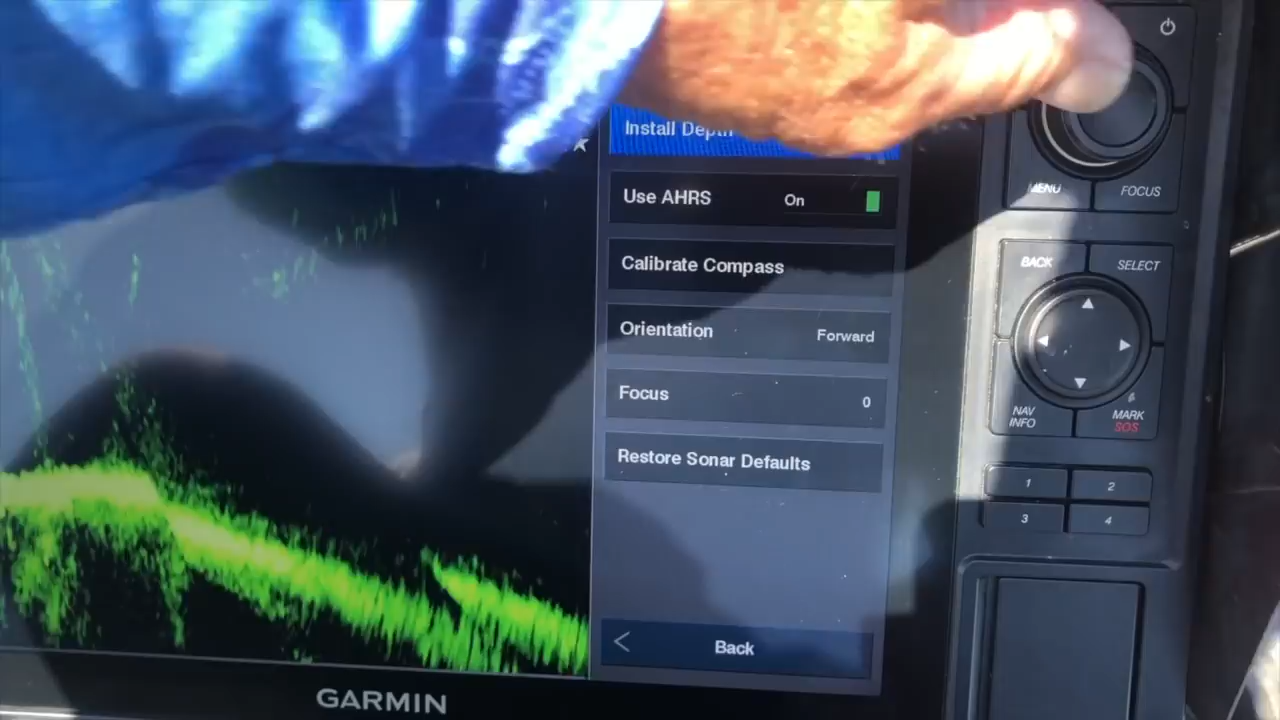 Install Depth
Use AHRS On
Calibrate Compass
Orientation Forward
Focus 0
Restore Sonar Defaults
Back
GARMIN
MENU FOCUS
BACK SELECT
NAV INFO
MARK SOS
1 2
3 4